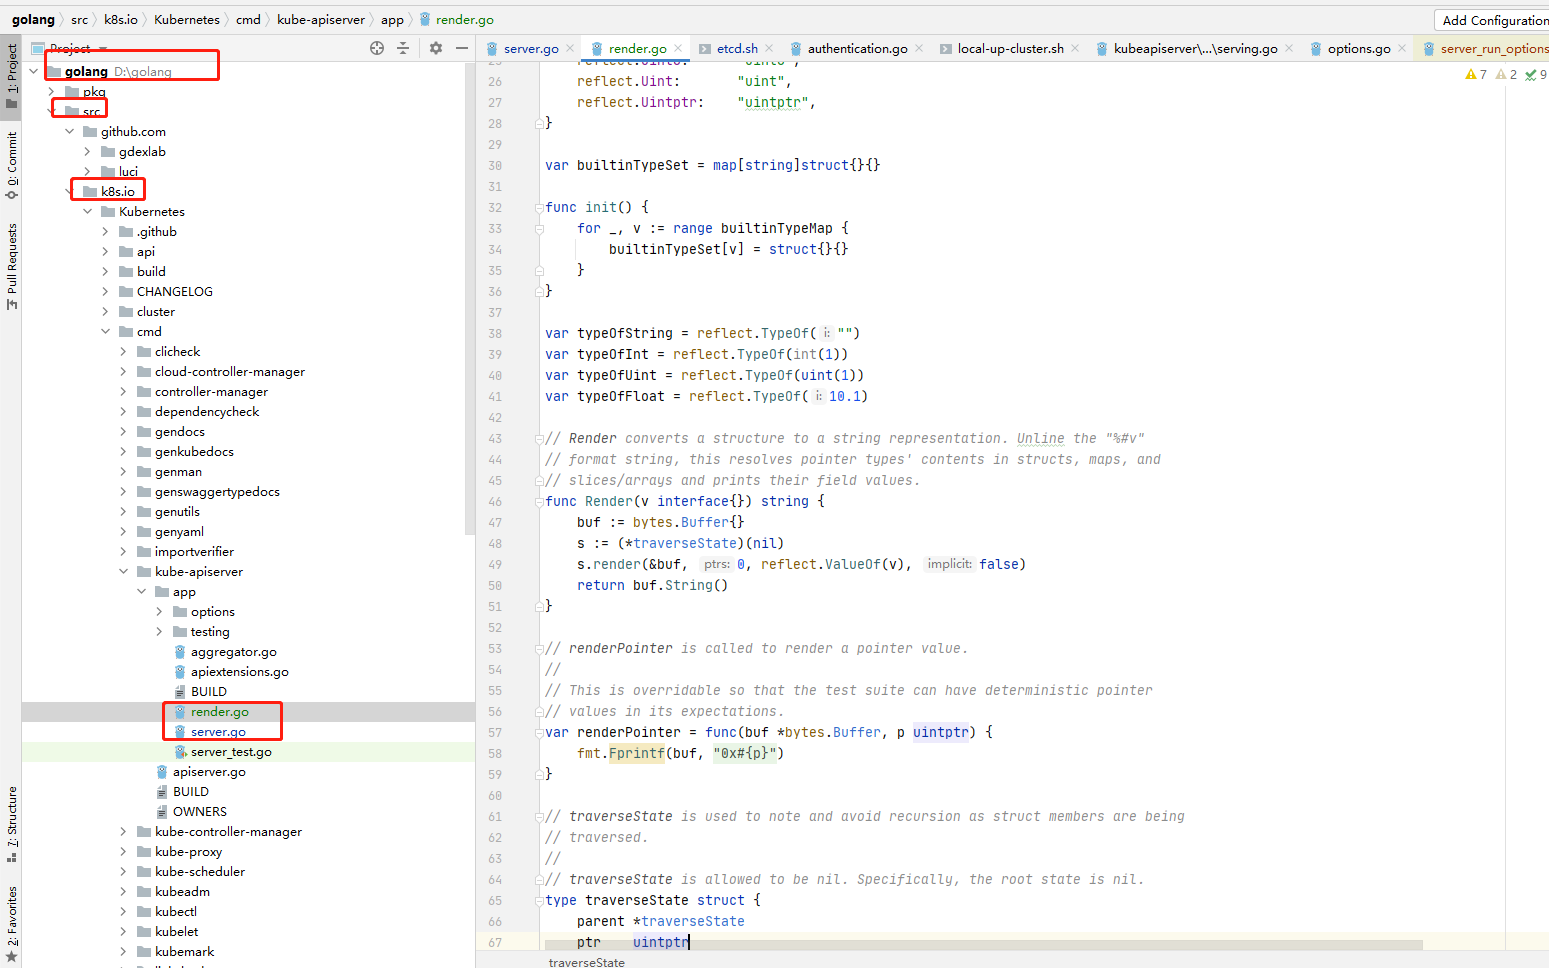 golang src k8s.io Kubernetes cmd kube-apiserver app render.go
Add Configuration
Project
server.go render.go etcd.sh authentication.go local-up-cluster.sh kubeapiserver\...\serving.go options.go server_run_options
7 2 9
1: Project
0: Commit
Pull Requests
7: Structure
2: Favorites
golang D:\golang
pkg
src
github.com
gdexlab
luci
k8s.io
Kubernetes
.github
api
build
CHANGELOG
cluster
cmd
clicheck
cloud-controller-manager
controller-manager
dependencycheck
gendocs
genkubedocs
genman
genswaggertypedocs
genutils
genyaml
importverifier
kube-apiserver
app
options
testing
aggregator.go
apiextensions.go
BUILD
render.go
server.go
server_test.go
apiserver.go
BUILD
OWNERS
kube-controller-manager
kube-proxy
kube-scheduler
kubeadm
kubectl
kubelet
kubemark
26 reflect.Uint: "uint",
27 reflect.Uintptr: "uintptr",
28 }
29
30 var builtinTypeSet = map[string]struct{}{}
31
32 func init() {
33 for _, v := range builtinTypeMap {
34 builtinTypeSet[v] = struct{}{}
35 }
36 }
37
38 var typeOfString = reflect.TypeOf( i: "")
39 var typeOfInt = reflect.TypeOf(int(1))
40 var typeOfUint = reflect.TypeOf(uint(1))
41 var typeOfFloat = reflect.TypeOf( i: 10.1)
42
43 // Render converts a structure to a string representation. Unline the "%#v"
44 // format string, this resolves pointer types' contents in structs, maps, and
45 // slices/arrays and prints their field values.
46 func Render(v interface{}) string {
47 buf := bytes.Buffer{}
48 s := (*traverseState)(nil)
49 s.render(&buf, ptrs: 0, reflect.ValueOf(v), implicit: false)
50 return buf.String()
51 }
52
53 // renderPointer is called to render a pointer value.
54 //
55 // This is overridable so that the test suite can have deterministic pointer
56 // values in its expectations.
57 var renderPointer = func(buf *bytes.Buffer, p uintptr) {
58 fmt.Fprintf(buf, "0x#{p}")
59 }
60
61 // traverseState is used to note and avoid recursion as struct members are being
62 // traversed.
63 //
64 // traverseState is allowed to be nil. Specifically, the root state is nil.
65 type traverseState struct {
66 parent *traverseState
67 ptr uintptr
traverseState